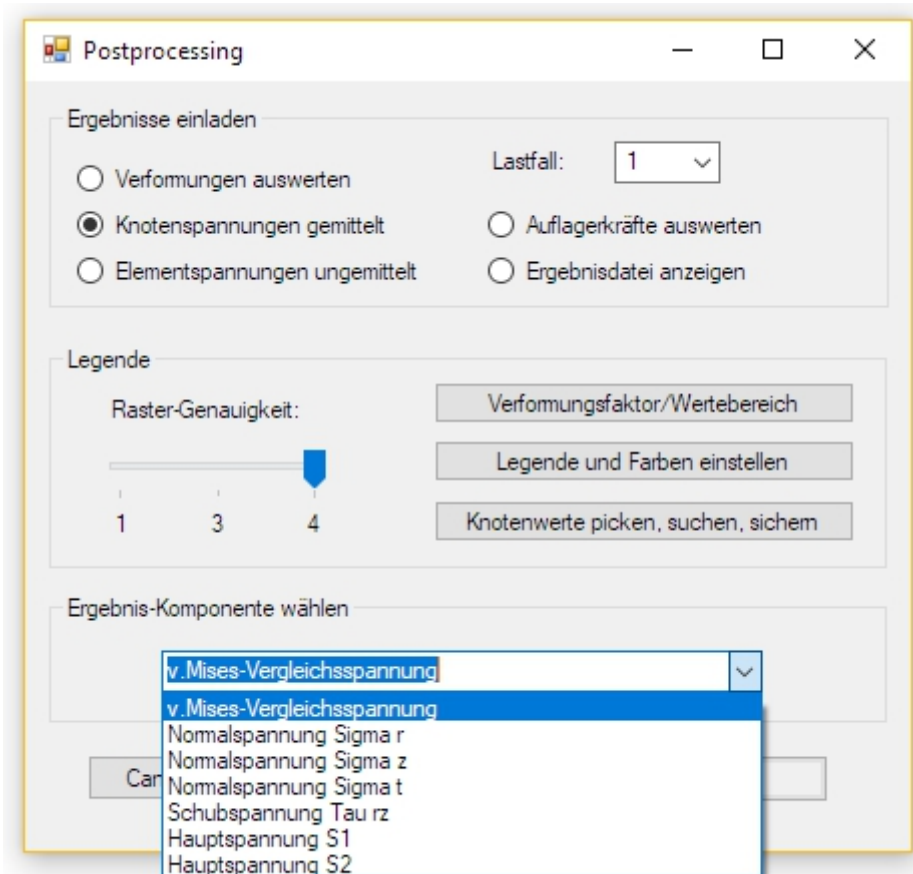 Postprocessing
Ergebnisse einladen
Verformungen auswerten
Lastfall:
1
Knotenspannungen gemittelt
Auflagerkräfte auswerten
Elementspannungen ungemittelt
Ergebnisdatei anzeigen
Legende
Raster-Genauigkeit:
1 3 4
Verformungsfaktor/Wertebereich
Legende und Farben einstellen
Knotenwerte picken, suchen, sichern
Ergebnis-Komponente wählen
v.Mises-Vergleichsspannung
v.Mises-Vergleichsspannung
Normalspannung Sigma r
Normalspannung Sigma z
Normalspannung Sigma t
Schubspannung Tau rz
Hauptspannung S1
Hauptspannung S2